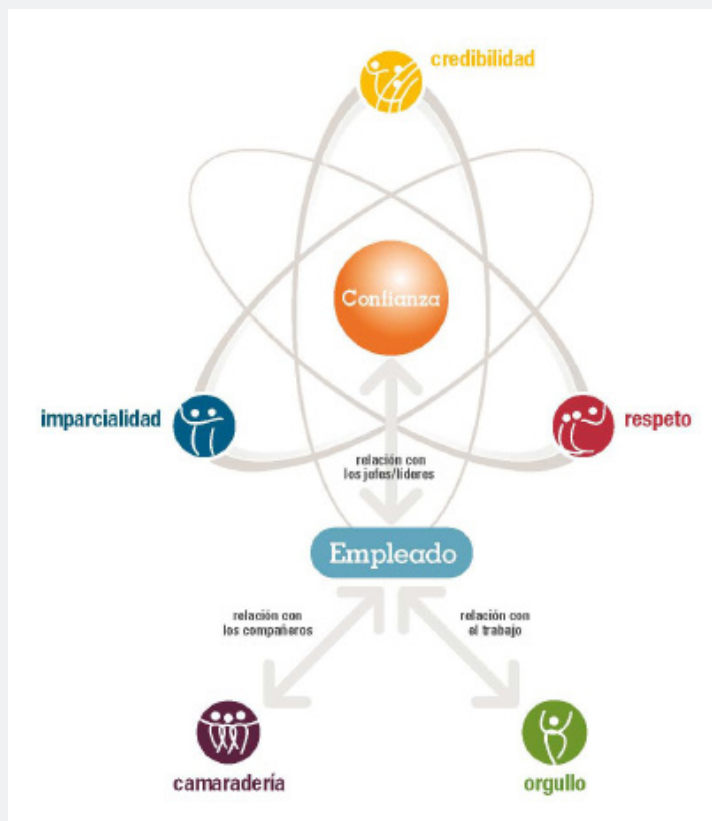 credibilidad
Confianza
imparcialidad
respeto
relación con
los jefes/líderes
Empleado
relación con
los compañeros
relación con
el trabajo
camaradería
orgullo